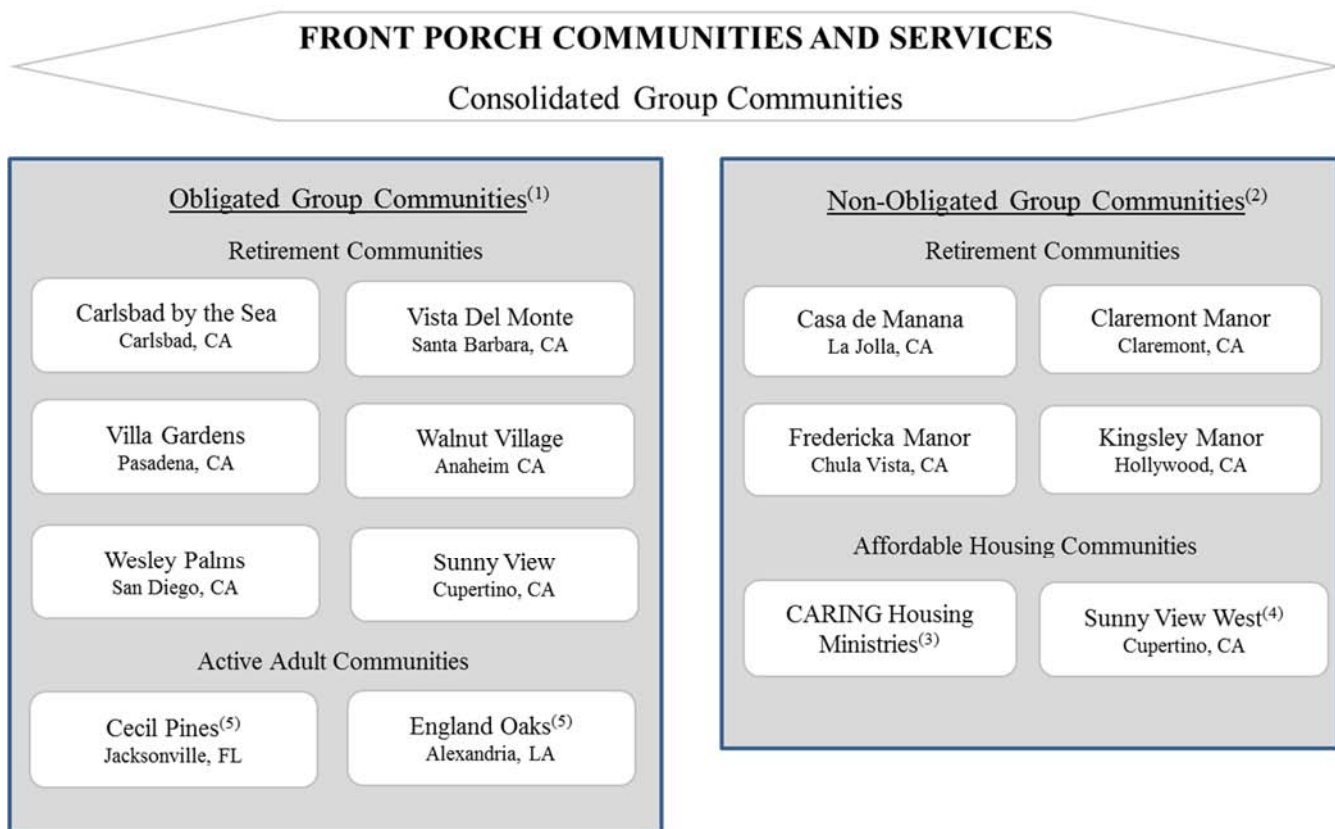 FRONT PORCH COMMUNITIES AND SERVICES
Consolidated Group Communities
Obligated Group Communities(1)
Retirement Communities
Carlsbad by the Sea
Carlsbad, CA
Vista Del Monte
Santa Barbara, CA
Villa Gardens
Pasadena, CA
Walnut Village
Anaheim CA
Wesley Palms
San Diego, CA
Sunny View
Cupertino, CA
Active Adult Communities
Cecil Pines(5)
Jacksonville, FL
England Oaks(5)
Alexandria, LA
Non-Obligated Group Communities(2)
Retirement Communities
Casa de Manana
La Jolla, CA
Claremont Manor
Claremont, CA
Fredericka Manor
Chula Vista, CA
Kingsley Manor
Hollywood, CA
Affordable Housing Communities
CARING Housing
Ministries(3)
Sunny View West(4)
Cupertino, CA